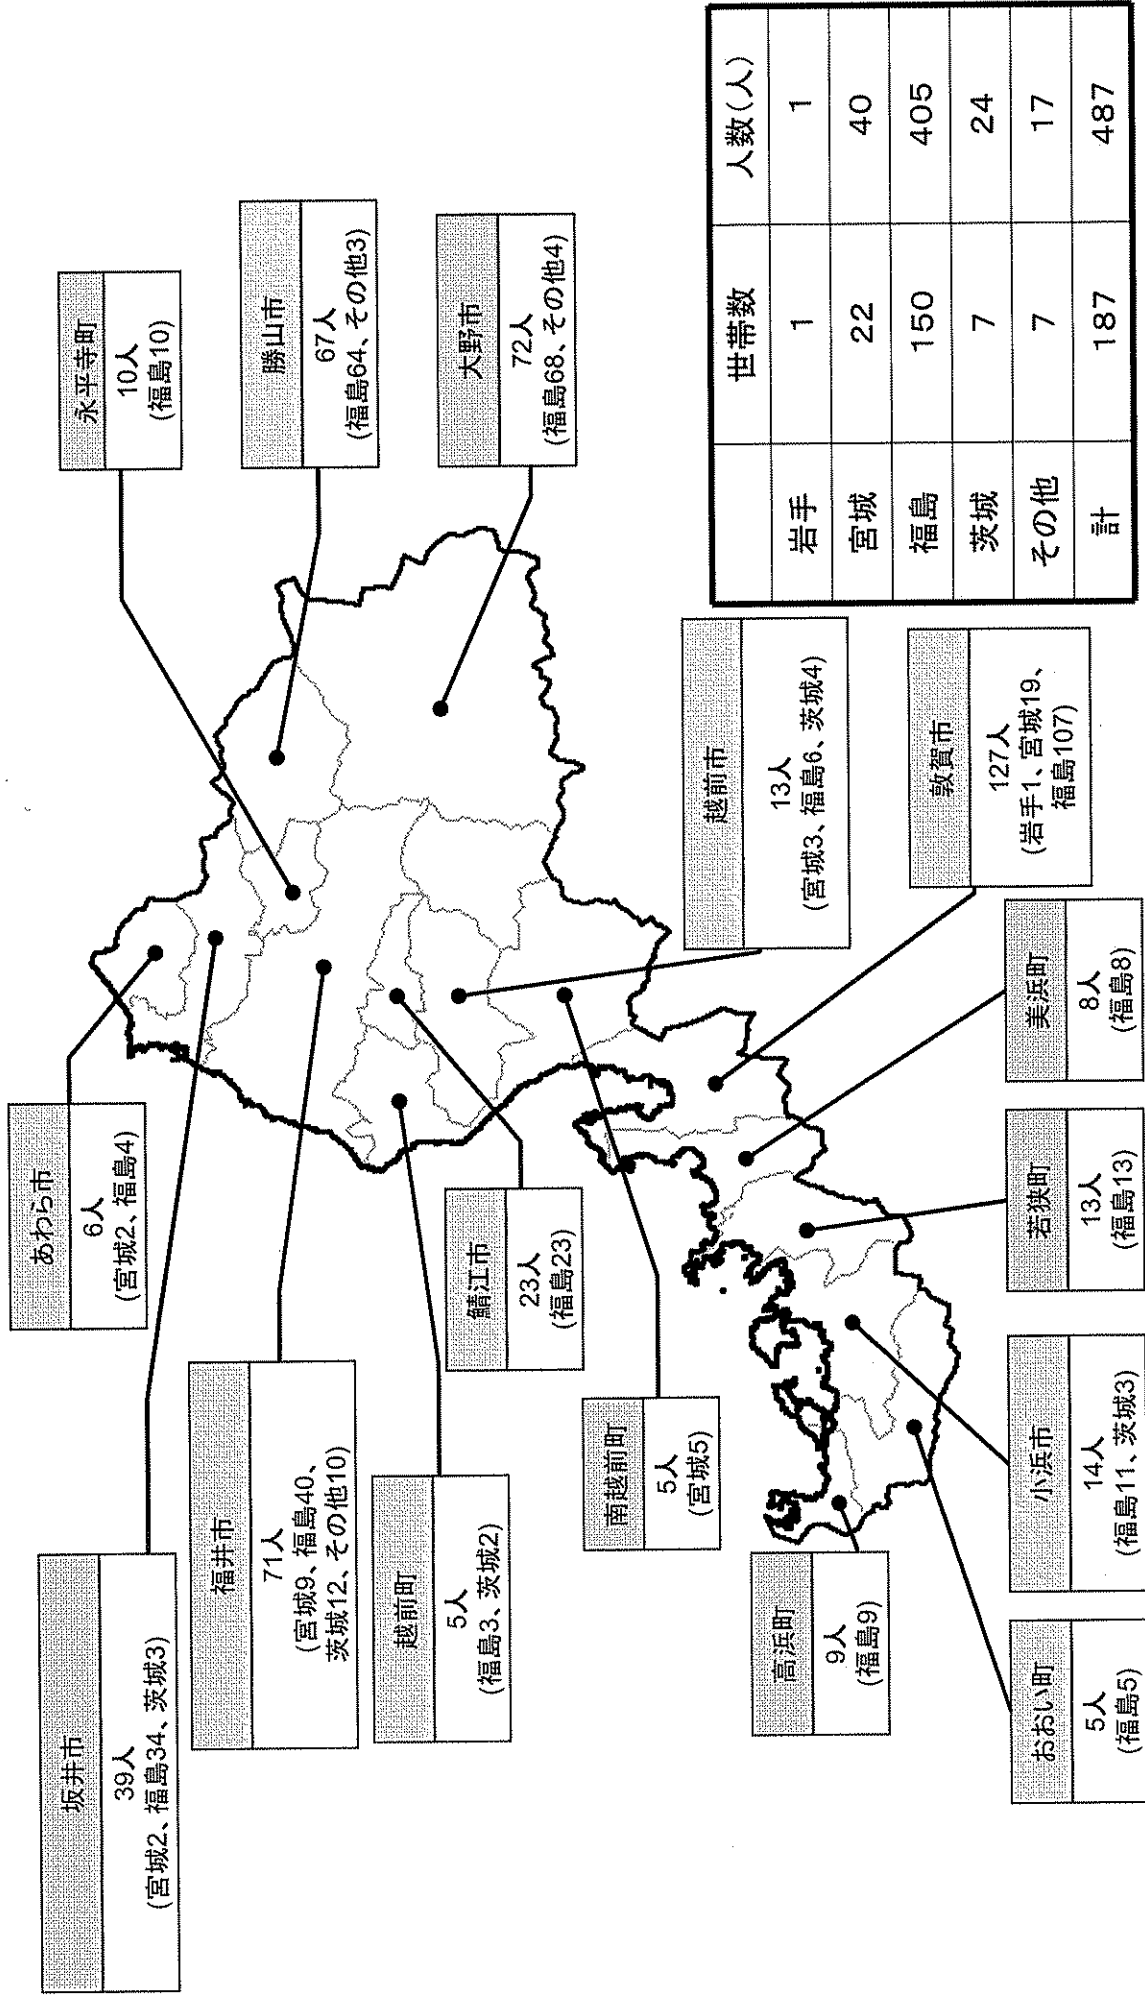 坂井市
39人
(宮城2、福島34、茨城3)
あわら市
6人
(宮城2、福島4)
永平寺町
10人
(福島10)
勝山市
67人
(福島64、その他3)
大野市
72人
(福島68、その他4)
福井市
71人
(宮城9、福島40、
茨城12、その他10)
越前町
5人
(福島3、茨城2)
鯖江市
23人
(福島23)
南越前町
5人
(宮城5)
越前市
13人
(宮城3、福島6、茨城4)
敦賀市
127人
(岩手1、宮城19、
福島107)
高浜町
9人
(福島9)
おおい町
5人
(福島5)
小浜市
14人
(福島11、茨城3)
若狭町
13人
(福島13)
美浜町
8人
(福島8)
世帯数 人数(人)
岩手 1 1
宮城 22 40
福島 150 405
茨城 7 24
その他 7 17
計 187 487